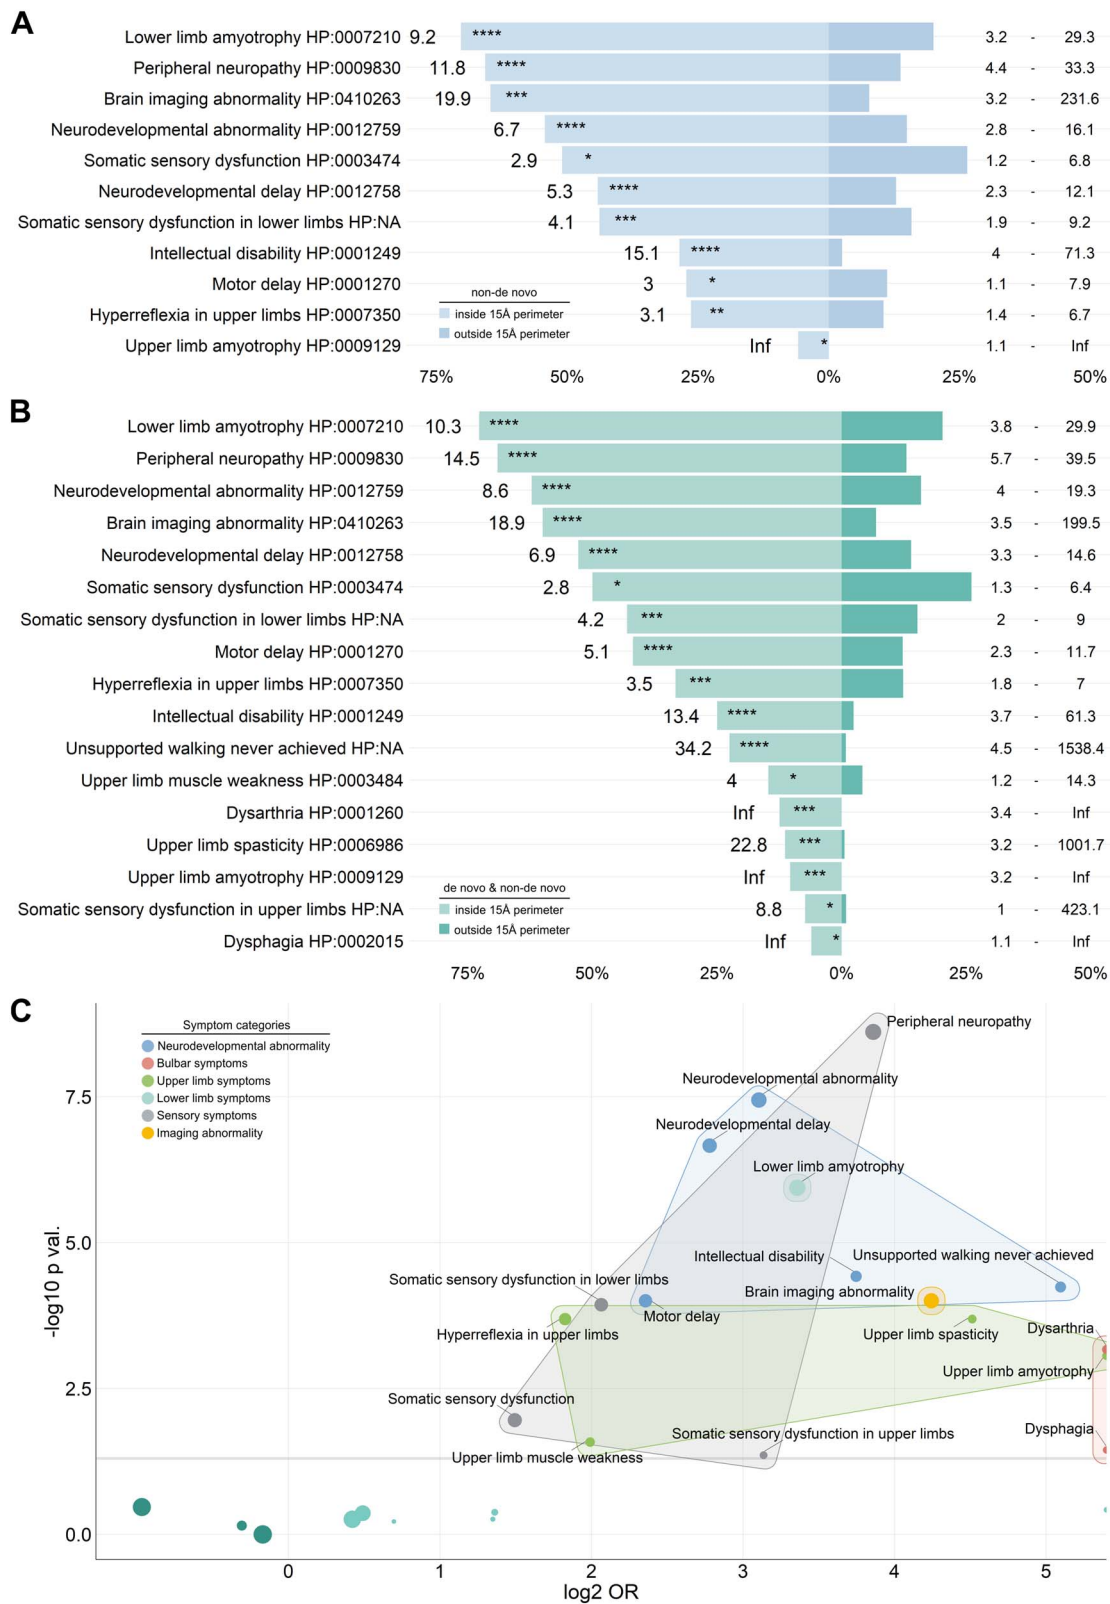 A
Lower limb amyotrophy HP:0007210 9.2 **** 3.2 - 29.3
Peripheral neuropathy HP:0009830 11.8 **** 4.4 - 33.3
Brain imaging abnormality HP:0410263 19.9 *** 3.2 - 231.6
Neurodevelopmental abnormality HP:0012759 6.7 **** 2.8 - 16.1
Somatic sensory dysfunction HP:0003474 2.9 * 1.2 - 6.8
Neurodevelopmental delay HP:0012758 5.3 **** 2.3 - 12.1
Somatic sensory dysfunction in lower limbs HP:NA 4.1 *** 1.9 - 9.2
Intellectual disability HP:0001249 15.1 **** 4 - 71.3
Motor delay HP:0001270 3 * 1.1 - 7.9
Hyperreflexia in upper limbs HP:0007350 3.1 ** 1.4 - 6.7
Upper limb amyotrophy HP:0009129 Inf * 1.1 - Inf
non-de novo
inside 15Å perimeter
outside 15Å perimeter
75% 50% 25% 0% 25% 50%
B
Lower limb amyotrophy HP:0007210 10.3 **** 3.8 - 29.9
Peripheral neuropathy HP:0009830 14.5 **** 5.7 - 39.5
Neurodevelopmental abnormality HP:0012759 8.6 **** 4 - 19.3
Brain imaging abnormality HP:0410263 18.9 **** 3.5 - 199.5
Neurodevelopmental delay HP:0012758 6.9 **** 3.3 - 14.6
Somatic sensory dysfunction HP:0003474 2.8 * 1.3 - 6.4
Somatic sensory dysfunction in lower limbs HP:NA 4.2 *** 2 - 9
Motor delay HP:0001270 5.1 **** 2.3 - 11.7
Hyperreflexia in upper limbs HP:0007350 3.5 *** 1.8 - 7
Intellectual disability HP:0001249 13.4 **** 3.7 - 61.3
Unsupported walking never achieved HP:NA 34.2 **** 4.5 - 1538.4
Upper limb muscle weakness HP:0003484 4 * 1.2 - 14.3
Dysarthria HP:0001260 Inf *** 3.4 - Inf
Upper limb spasticity HP:0006986 22.8 *** 3.2 - 1001.7
Upper limb amyotrophy HP:0009129 Inf *** 3.2 - Inf
Somatic sensory dysfunction in upper limbs HP:NA 8.8 * 1 - 423.1
Dysphagia HP:0002015 Inf * 1.1 - Inf
de novo & non-de novo
inside 15Å perimeter
outside 15Å perimeter
75% 50% 25% 0% 25% 50%
C
Symptom categories
Neurodevelopmental abnormality
Bulbar symptoms
Upper limb symptoms
Lower limb symptoms
Sensory symptoms
Imaging abnormality
Peripheral neuropathy
Neurodevelopmental abnormality
Neurodevelopmental delay
Lower limb amyotrophy
Intellectual disability
Unsupported walking never achieved
Somatic sensory dysfunction in lower limbs
Brain imaging abnormality
Motor delay
Hyperreflexia in upper limbs
Upper limb spasticity
Dysarthria
Upper limb amyotrophy
Somatic sensory dysfunction
Dysphagia
Somatic sensory dysfunction in upper limbs
Upper limb muscle weakness
7.5
5.0
2.5
0.0
-log10 p val.
0 1 2 3 4 5
log2 OR